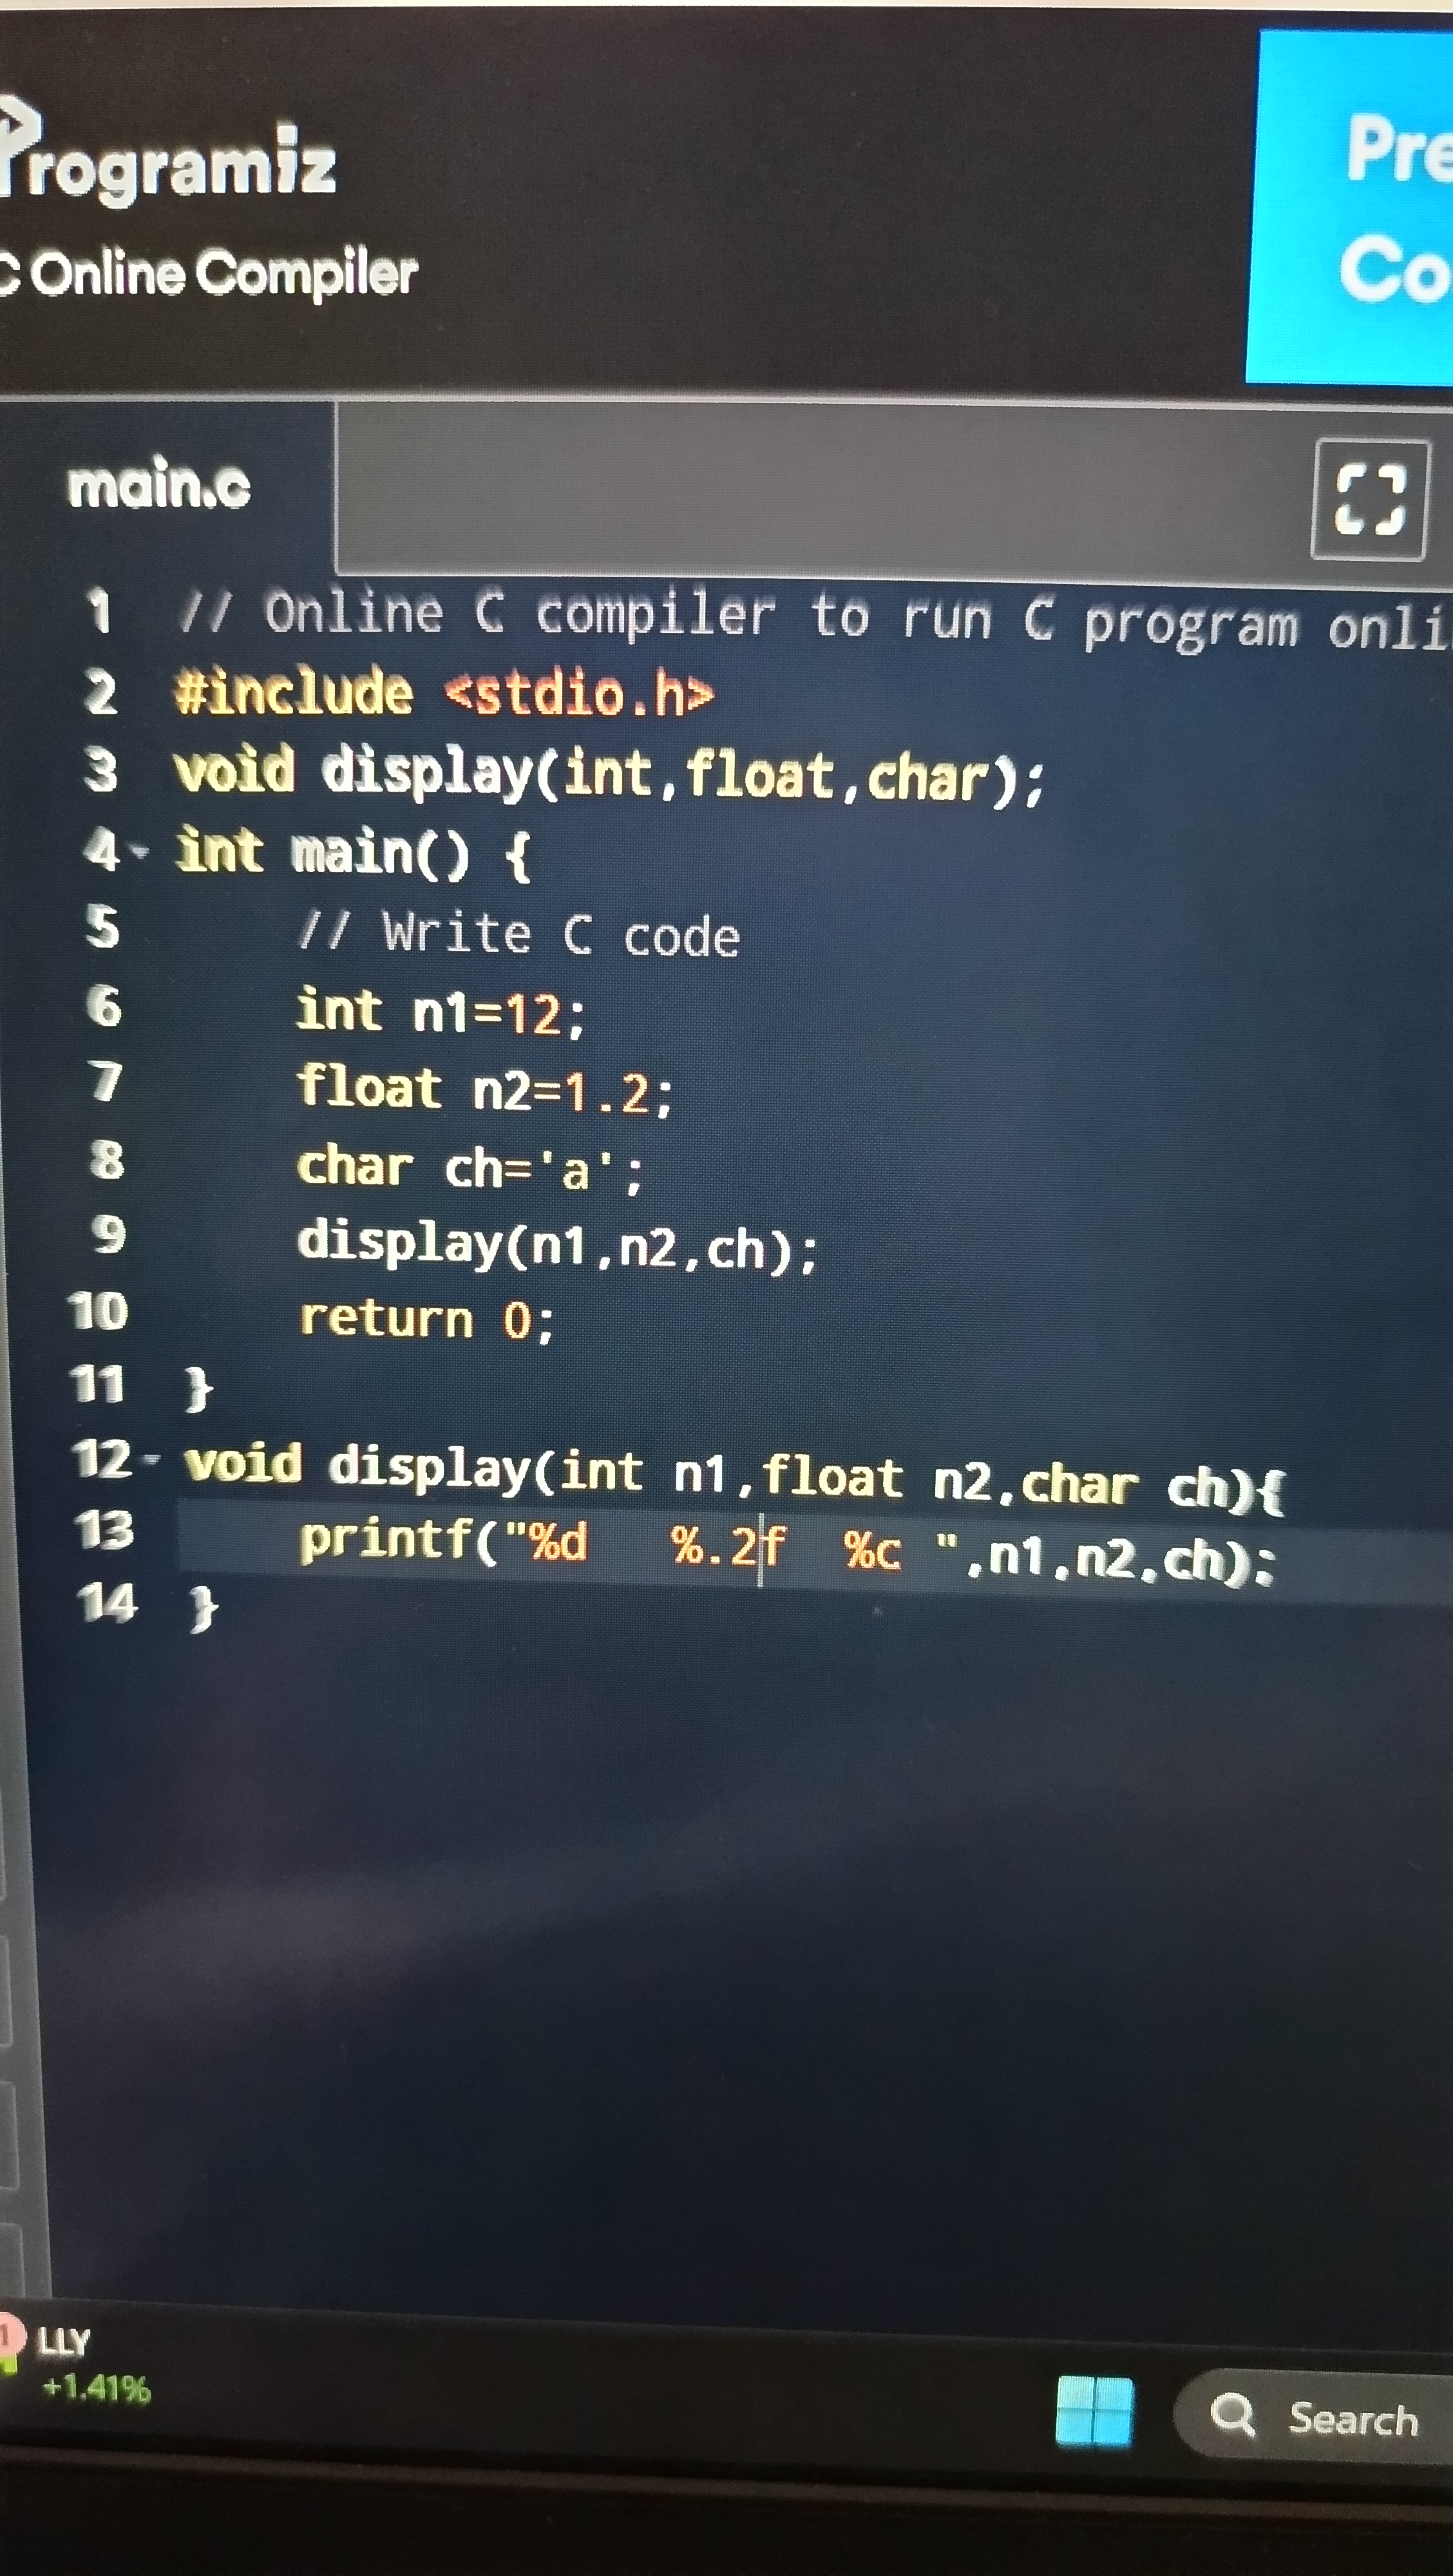 Programiz
C Online Compiler
Pre
Co
main.c
1 // Online C compiler to run C program onli
2 #include <stdio.h>
3 void display(int,float,char);
4 int main() {
5     // Write C code
6     int n1=12;
7     float n2=1.2;
8     char ch='a';
9     display(n1,n2,ch);
10     return 0;
11 }
12 void display(int n1,float n2,char ch){
13     printf("%d   %.2f  %c ",n1,n2,ch);
14 }
1
LLY
+1.41%
Search